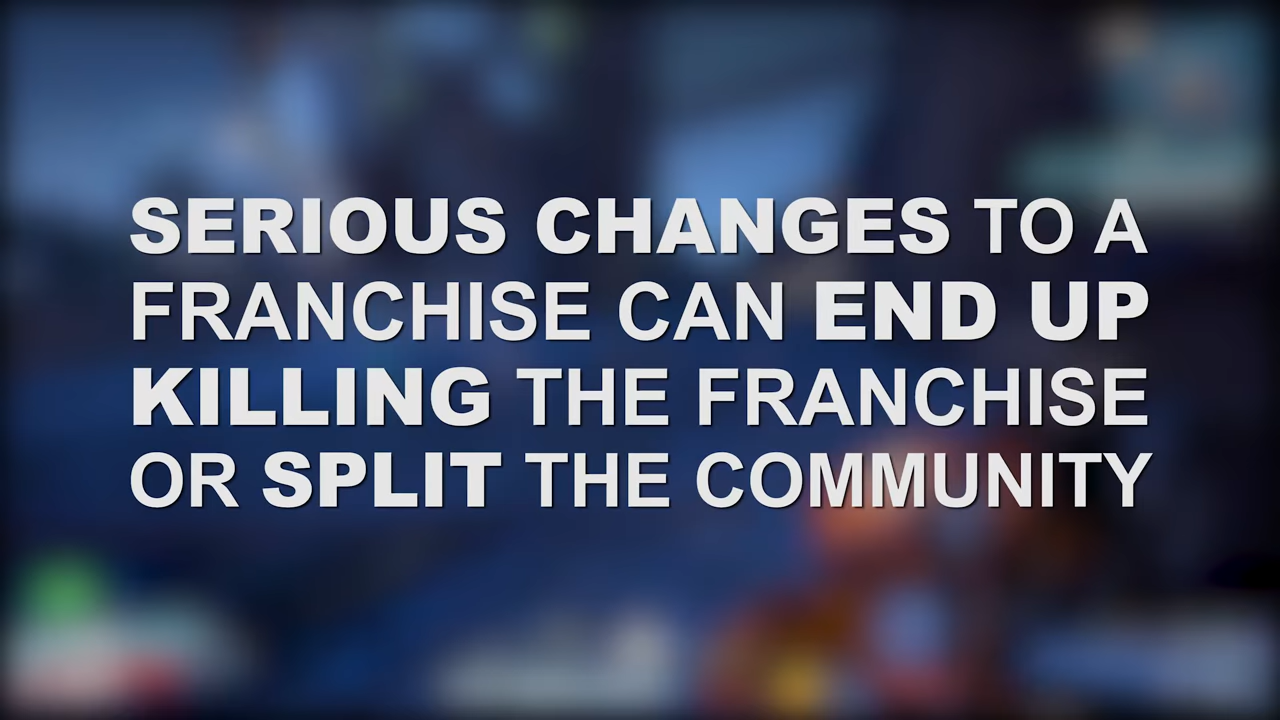 SERIOUS CHANGES TO A
FRANCHISE CAN END UP
KILLING THE FRANCHISE
OR SPLIT THE COMMUNITY